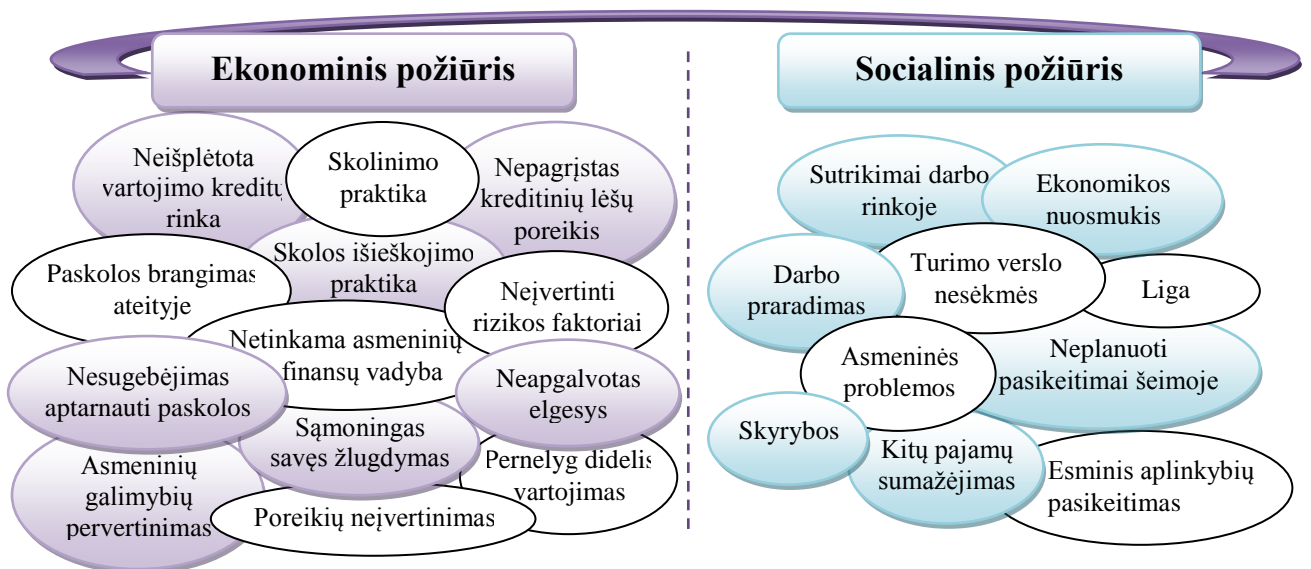 Ekonominis požiūris
Neišplėtota
vartojimo kreditų
rinka
Skolinimo
praktika
Nepagrįstas
kreditinių lėšų
poreikis
Paskolos brangimas
ateityje
Skolos išieškojimo
praktika
Neįvertinti
rizikos faktoriai
Netinkama asmeninių
finansų vadyba
Nesugebėjimas
aptarnauti paskolos
Neapgalvotas
elgesys
Sąmoningas
savęs žlugdymas
Asmeninių
galimybių
pervertinimas
Pernelyg didelis
vartojimas
Poreikių neįvertinimas
Socialinis požiūris
Sutrikimai darbo
rinkoje
Ekonomikos
nuosmukis
Darbo
praradimas
Turimo verslo
nesėkmės
Liga
Asmeninės
problemos
Neplanuoti
pasikeitimai šeimoje
Skyrybos
Kitų pajamų
sumažėjimas
Esminis aplinkybių
pasikeitimas